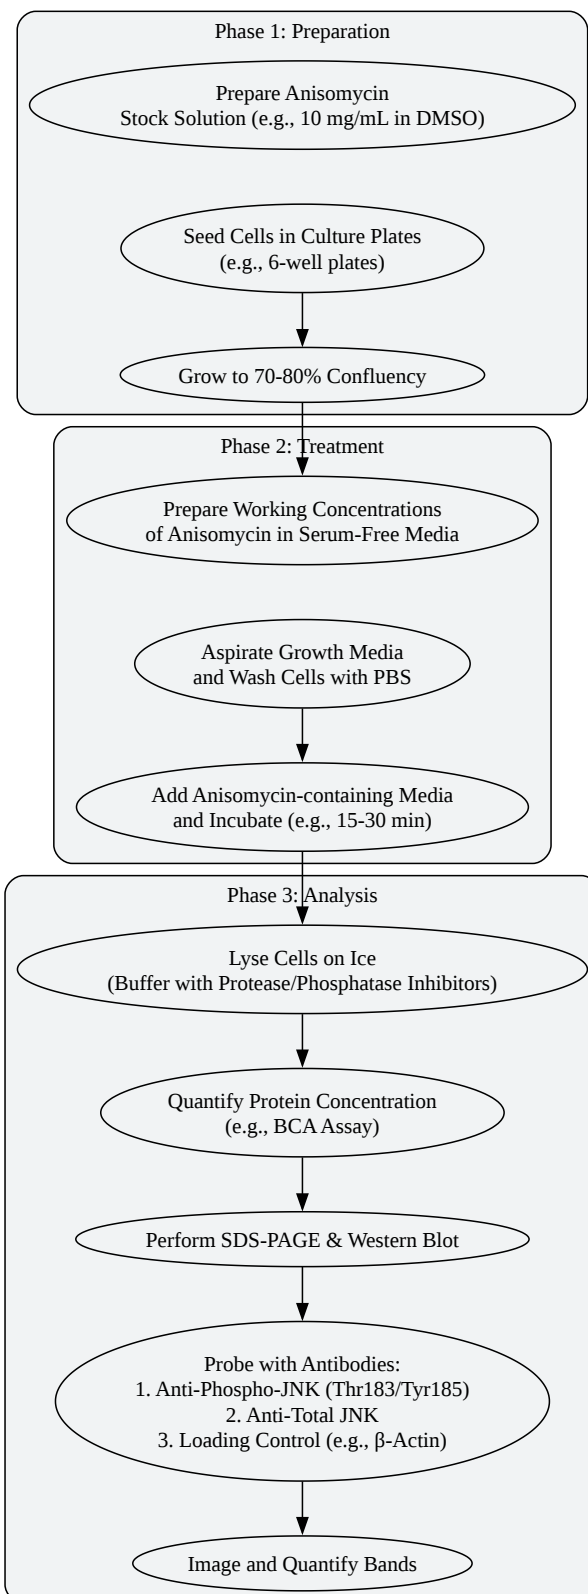 Phase 1: Preparation
Prepare Anisomycin
Stock Solution (e.g., 10 mg/mL in DMSO)
Seed Cells in Culture Plates
(e.g., 6-well plates)
Grow to 70-80% Confluency
Phase 2: Treatment
Prepare Working Concentrations
of Anisomycin in Serum-Free Media
Aspirate Growth Media
and Wash Cells with PBS
Add Anisomycin-containing Media
and Incubate (e.g., 15-30 min)
Phase 3: Analysis
Lyse Cells on Ice
(Buffer with Protease/Phosphatase Inhibitors)
Quantify Protein Concentration
(e.g., BCA Assay)
Perform SDS-PAGE & Western Blot
Probe with Antibodies:
1. Anti-Phospho-JNK (Thr183/Tyr185)
2. Anti-Total JNK
3. Loading Control (e.g., β-Actin)
Image and Quantify Bands